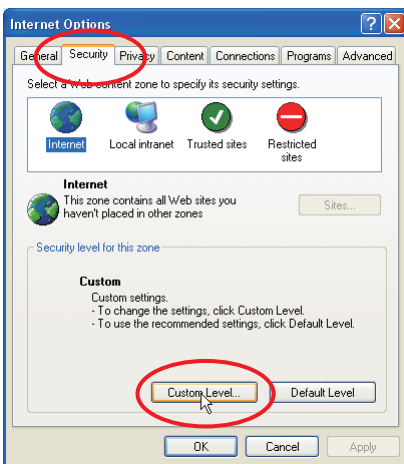 Internet Options
General Security Privacy Content Connections Programs Advanced
Select a Web content zone to specify its security settings.
Internet Local intranet Trusted sites Restricted sites
Internet
This zone contains all Web sites you
haven't placed in other zones
Sites...
Security level for this zone
Custom
Custom settings.
- To change the settings, click Custom Level.
- To use the recommended settings, click Default Level.
Custom Level... Default Level
OK Cancel Apply